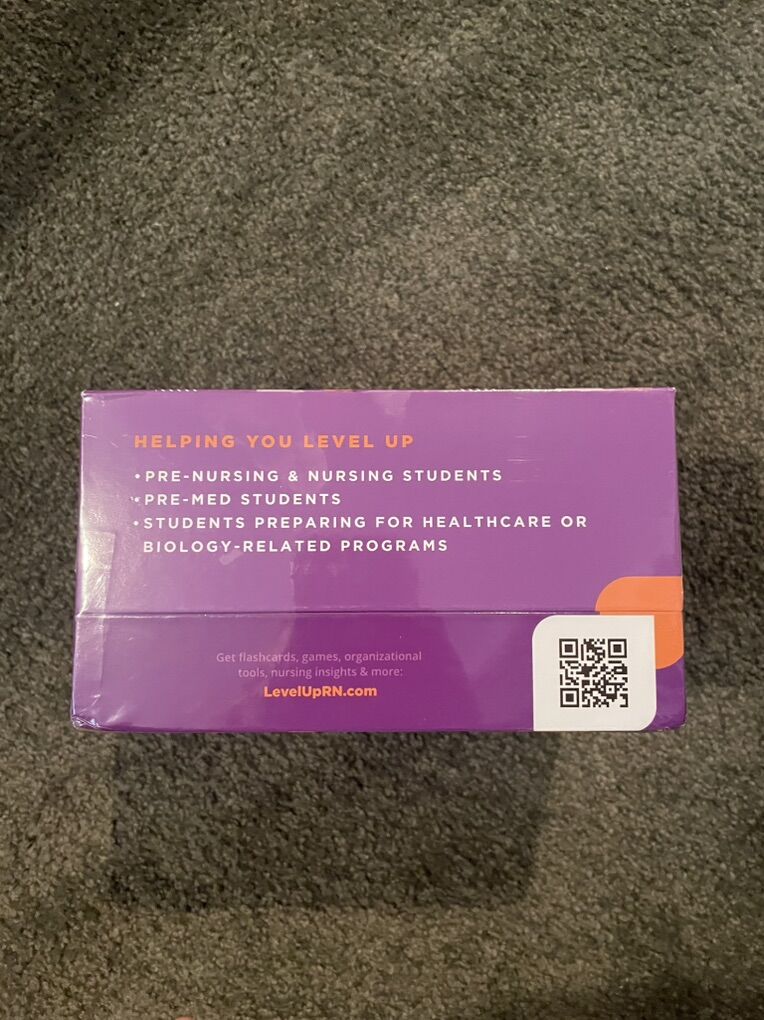 HELPING YOU LEVEL UP
•PRE-NURSING & NURSING STUDENTS
•PRE-MED STUDENTS
•STUDENTS PREPARING FOR HEALTHCARE OR
BIOLOGY-RELATED PROGRAMS
Get flashcards, games, organizational
tools, nursing insights & more:
LevelUpRN.com